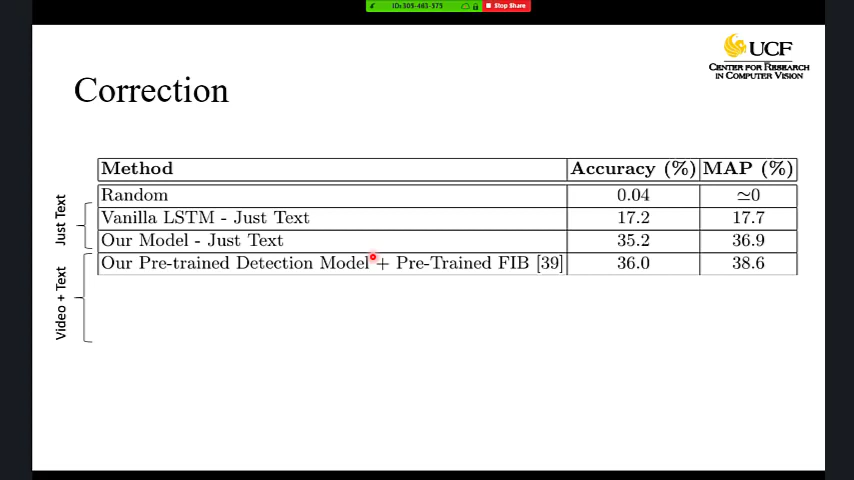 ID:305-463-575 Stop Share
UCF
CENTER FOR RESEARCH
IN COMPUTER VISION
Correction
Method Accuracy (%) MAP (%)
Random 0.04 ≃0
Just Text
Vanilla LSTM - Just Text 17.2 17.7
Our Model - Just Text 35.2 36.9
Video + Text
Our Pre-trained Detection Model + Pre-Trained FIB [39] 36.0 38.6